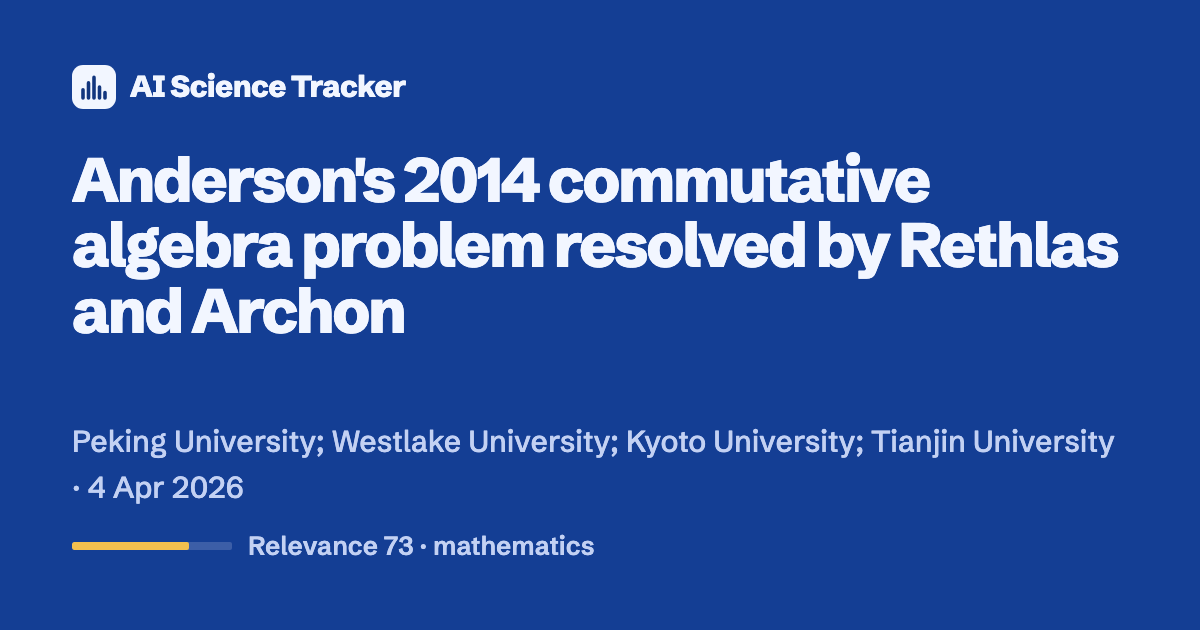 AI Science Tracker
Anderson's 2014 commutative
algebra problem resolved by Rethlas
and Archon
Peking University; Westlake University; Kyoto University; Tianjin University
· 4 Apr 2026
Relevance 73 · mathematics